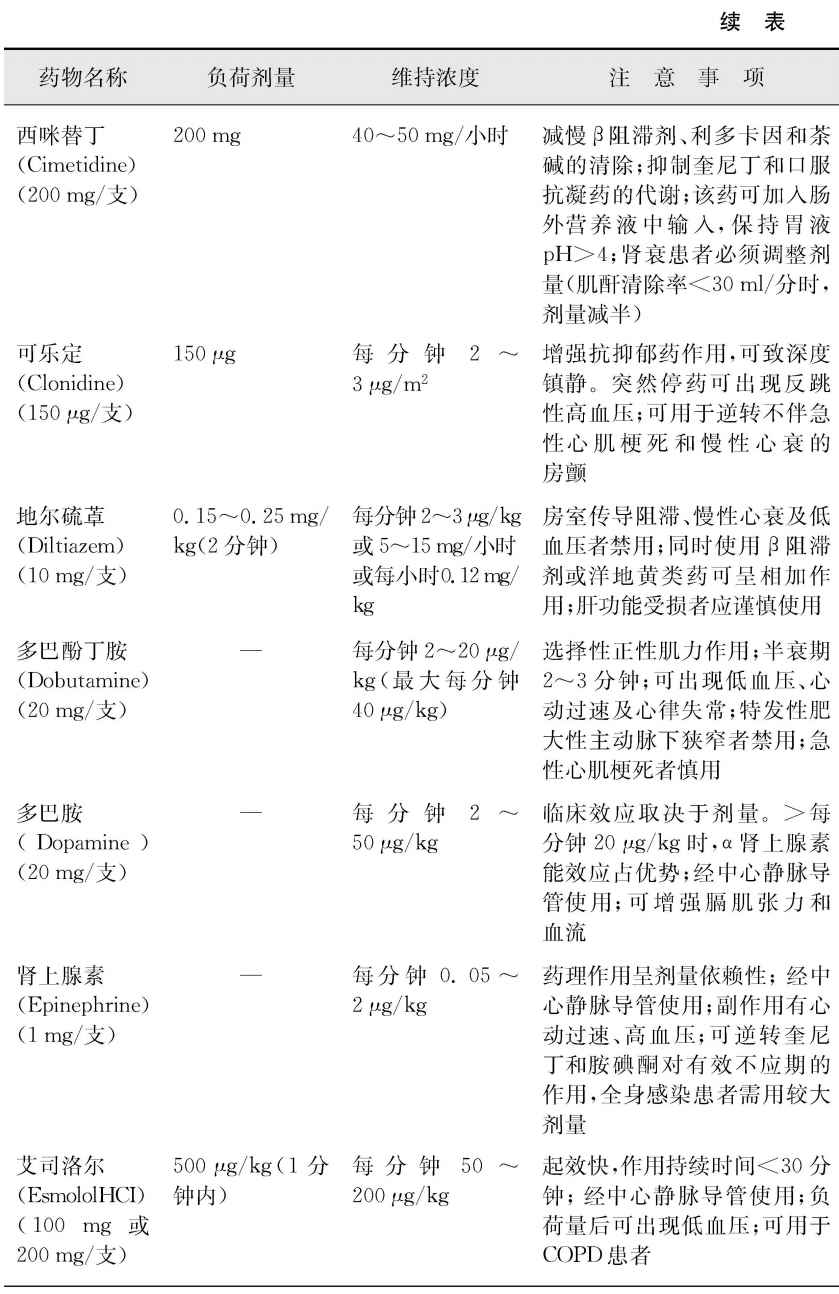 续 表
药物名称 负荷剂量 维持浓度 注 意 事 项
西咪替丁 200 mg 40～50 mg/小时 减慢β阻滞剂、利多卡因和茶
(Cimetidine) 碱的清除;抑制奎尼丁和口服
(200 mg/支) 抗凝药的代谢;该药可加入肠
外营养液中输入,保持胃液
pH＞4;肾衰患者必须调整剂
量(肌酐清除率＜30 ml/分时,
剂量减半)
可乐定 150 μg 每分钟 2～ 增强抗抑郁药作用,可致深度
(Clonidine) 3 μg/m² 镇静。突然停药可出现反跳
(150 μg/支) 性高血压;可用于逆转不伴急
性心肌梗死和慢性心衰的
房颤
地尔硫䓬 0.15～0.25 mg/ 每分钟2～3 μg/kg 房室传导阻滞、慢性心衰及低
(Diltiazem) kg(2分钟) 或5～15 mg/小时 血压者禁用;同时使用β阻滞
(10 mg/支) 或每小时0.12 mg/ 剂或洋地黄类药可呈相加作
kg 用;肝功能受损者应谨慎使用
多巴酚丁胺 — 每分钟2～20 μg/ 选择性正性肌力作用;半衰期
(Dobutamine) kg(最大每分钟 2～3分钟;可出现低血压、心
(20 mg/支) 40 μg/kg) 动过速及心律失常;特发性肥
大性主动脉下狭窄者禁用;急
性心肌梗死者慎用
多巴胺 — 每分钟 2～ 临床效应取决于剂量。＞每
(Dopamine) 50 μg/kg 分钟20 μg/kg时,α肾上腺素
(20 mg/支) 能效应占优势;经中心静脉导
管使用;可增强膈肌张力和
血流
肾上腺素 — 每分钟 0.05～ 药理作用呈剂量依赖性;经中
(Epinephrine) 2 μg/kg 心静脉导管使用;副作用有心
(1 mg/支) 动过速、高血压;可逆转奎尼
丁和胺碘酮对有效不应期的
作用,全身感染患者需用较大
剂量
艾司洛尔 500 μg/kg(1分 每分钟 50～ 起效快,作用持续时间＜30分
(EsmololHCl) 钟内) 200 μg/kg 钟;经中心静脉导管使用;负
(100 mg 或 荷量后可出现低血压;可用于
200 mg/支) COPD患者